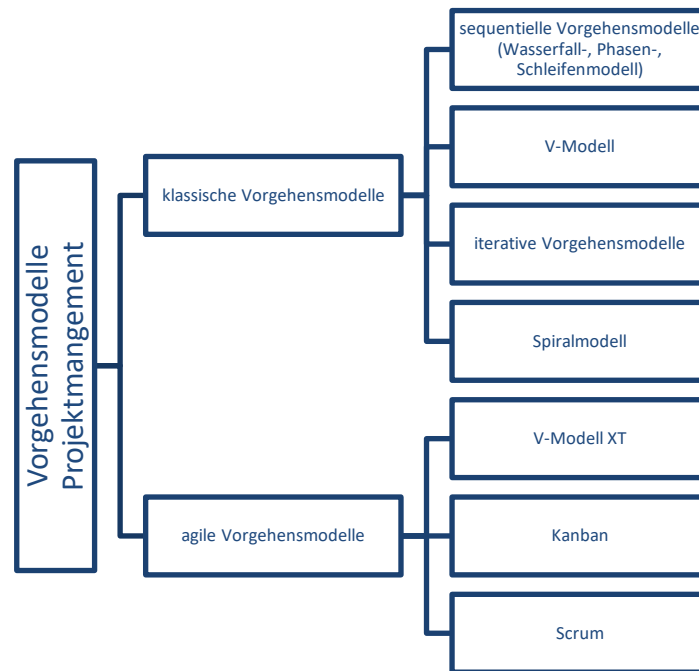 Vorgehensmodelle
Projektmangement
klassische Vorgehensmodelle
sequentielle Vorgehensmodelle
(Wasserfall-, Phasen-,
Schleifenmodell)
V-Modell
iterative Vorgehensmodelle
Spiralmodell
agile Vorgehensmodelle
V-Modell XT
Kanban
Scrum